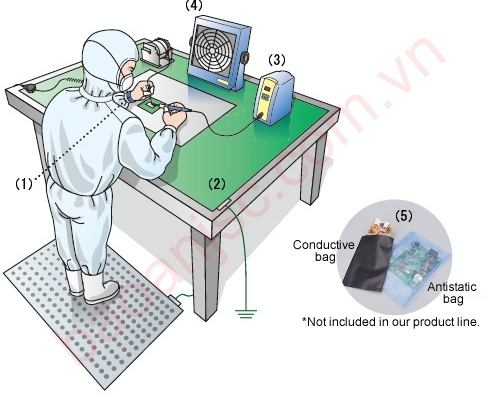 (4)
(3)
(1)
(2)
(5)
Conductive
bag
Antistatic
bag
*Not included in our product line.